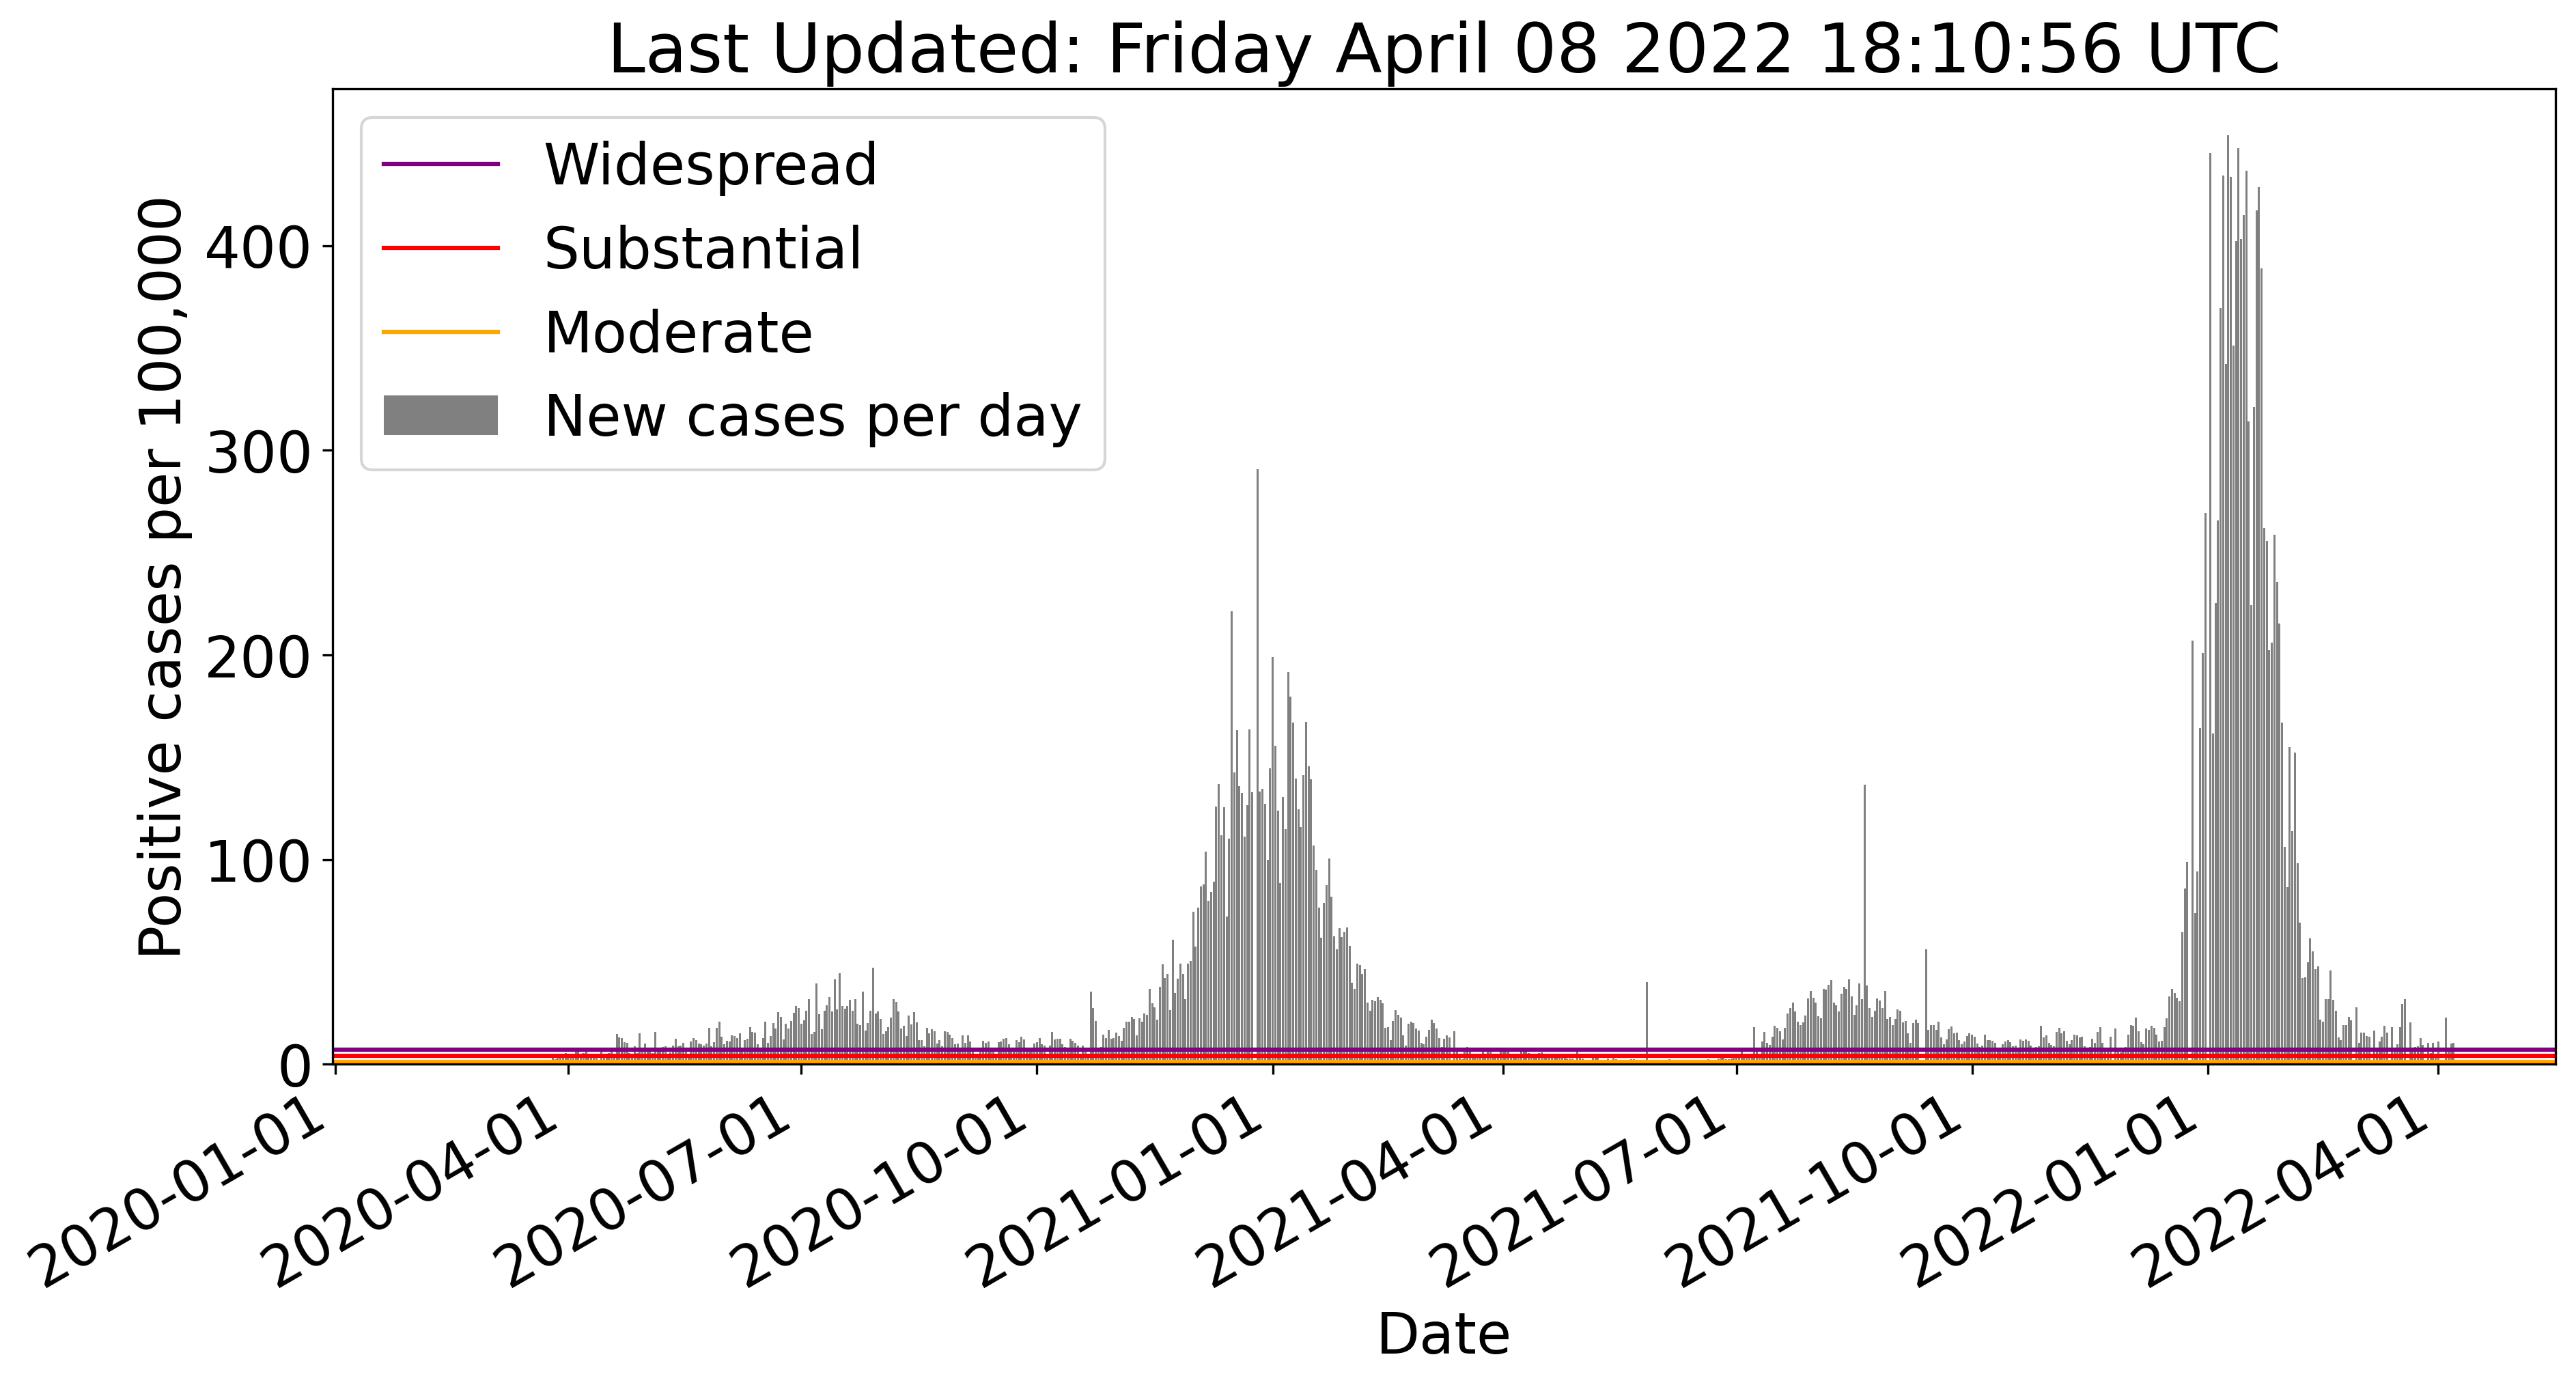 Last Updated: Friday April 08 2022 18:10:56 UTC
Widespread
Substantial
Moderate
New cases per day
Positive cases per 100,000
400
300
200
100
0
2020-01-01
2020-04-01
2020-07-01
2020-10-01
2021-01-01
2021-04-01
2021-07-01
2021-10-01
2022-01-01
2022-04-01
Date